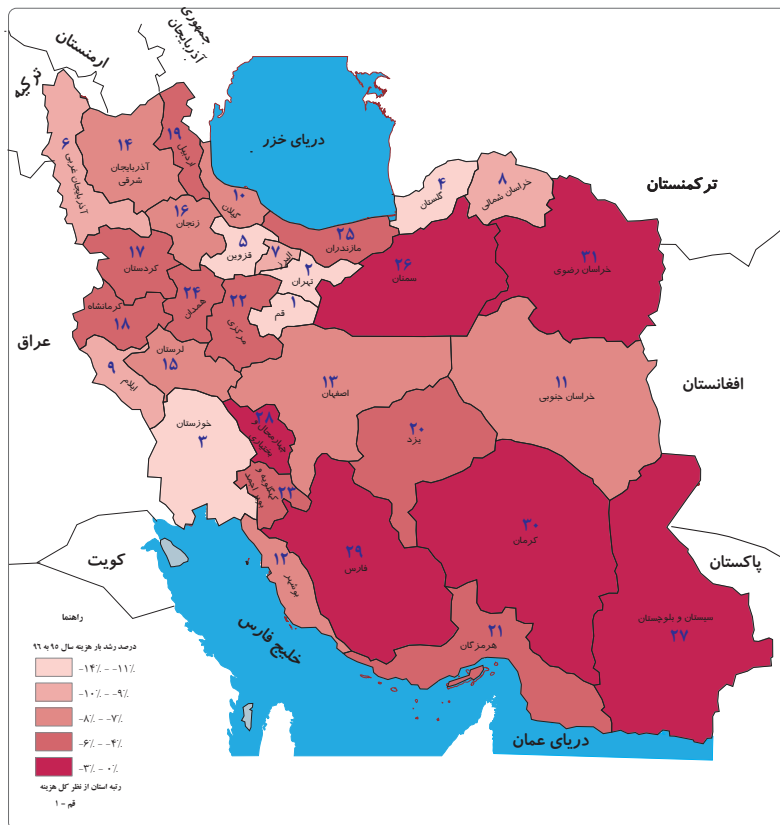 جمهوری
آذربایجان
ارمنستان
ترکیه
دریای خزر
ترکمنستان
۶
آذربایجان غربی
۱۴
آذربایجان
شرقی
۱۹
اردبیل
۱۰
گیلان
۴
گلستان
۸
خراسان شمالی
۱۶
زنجان
۵
قزوین
۷
البرز
۲
تهران
۲۵
مازندران
۲۶
سمنان
۳۱
خراسان رضوی
۱۷
کردستان
۲۴
همدان
۲۲
مرکزی
۱
قم
کرمانشاه
۱۸
عراق
لرستان
۱۵
۹
ایلام
۱۳
اصفهان
۱۱
خراسان جنوبی
افغانستان
خوزستان
۳
۲۸
چهارمحال و
بختیاری
۲۰
یزد
۲۳
کهگلویه و
بویر احمد
۲۹
فارس
۳۰
کرمان
کویت
پاکستان
۱۲
بوشهر
خلیج فارس
۲۱
هرمزگان
سیستان و بلوچستان
۲۷
دریای عمان
راهنما
درصد رشد بار هزینه سال ۹۵ به ۹۶
-۱۴٪ - -۱۱٪
-۱۰٪ - -۹٪
-۸٪ - -۷٪
-۶٪ - -۴٪
-۳٪ - ۰٪
رتبه استان از نظر کل هزینه
قم - ۱